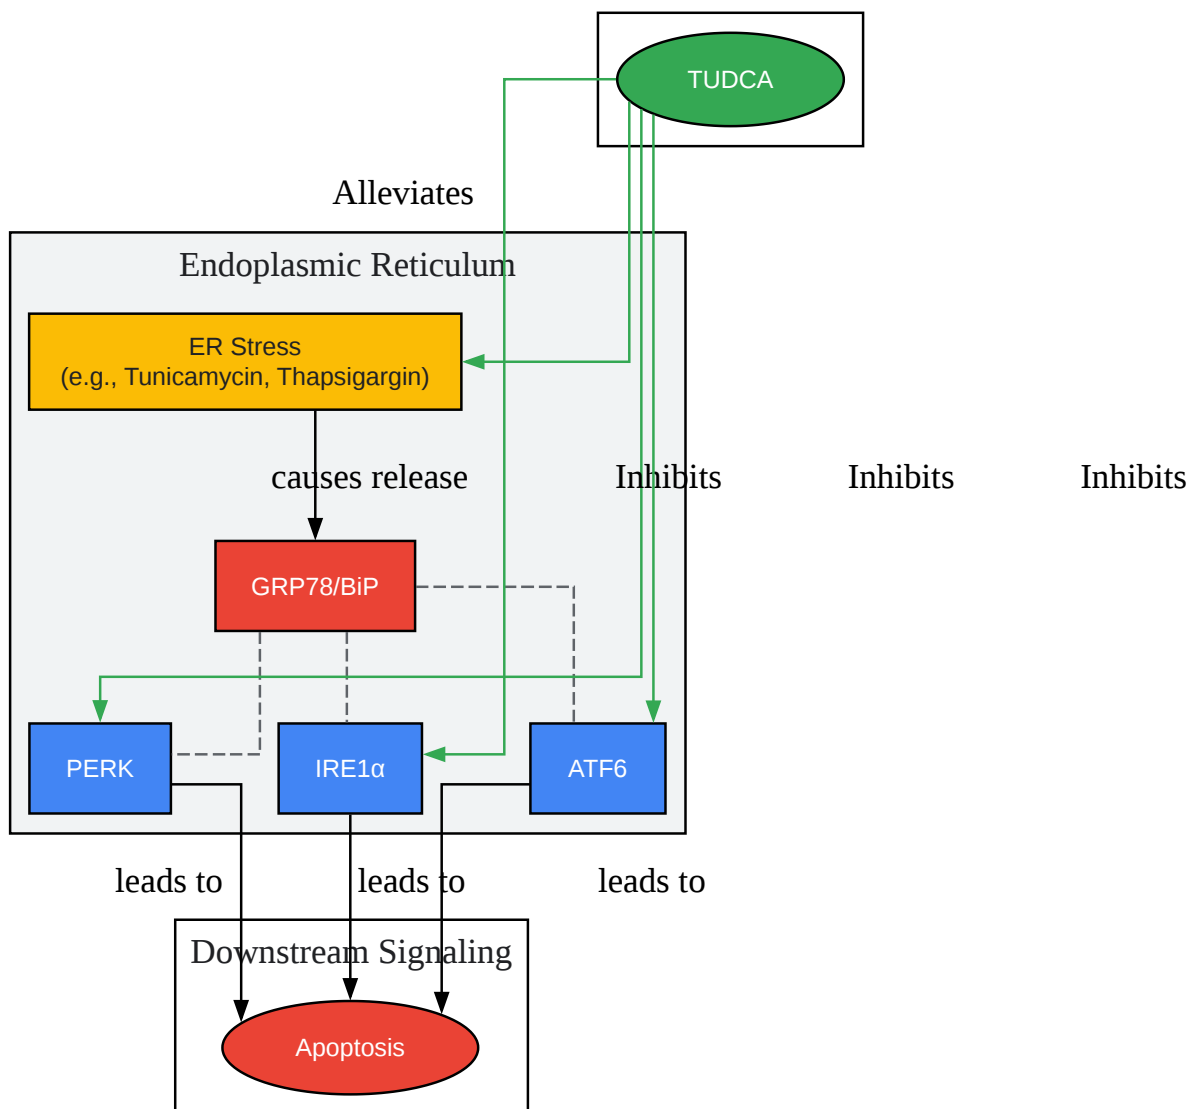 TUDCA
Alleviates
Endoplasmic Reticulum
ER Stress
(e.g., Tunicamycin, Thapsigargin)
causes release
Inhibits
Inhibits
Inhibits
GRP78/BiP
PERK
IRE1α
ATF6
leads to
leads to
leads to
Downstream Signaling
Apoptosis